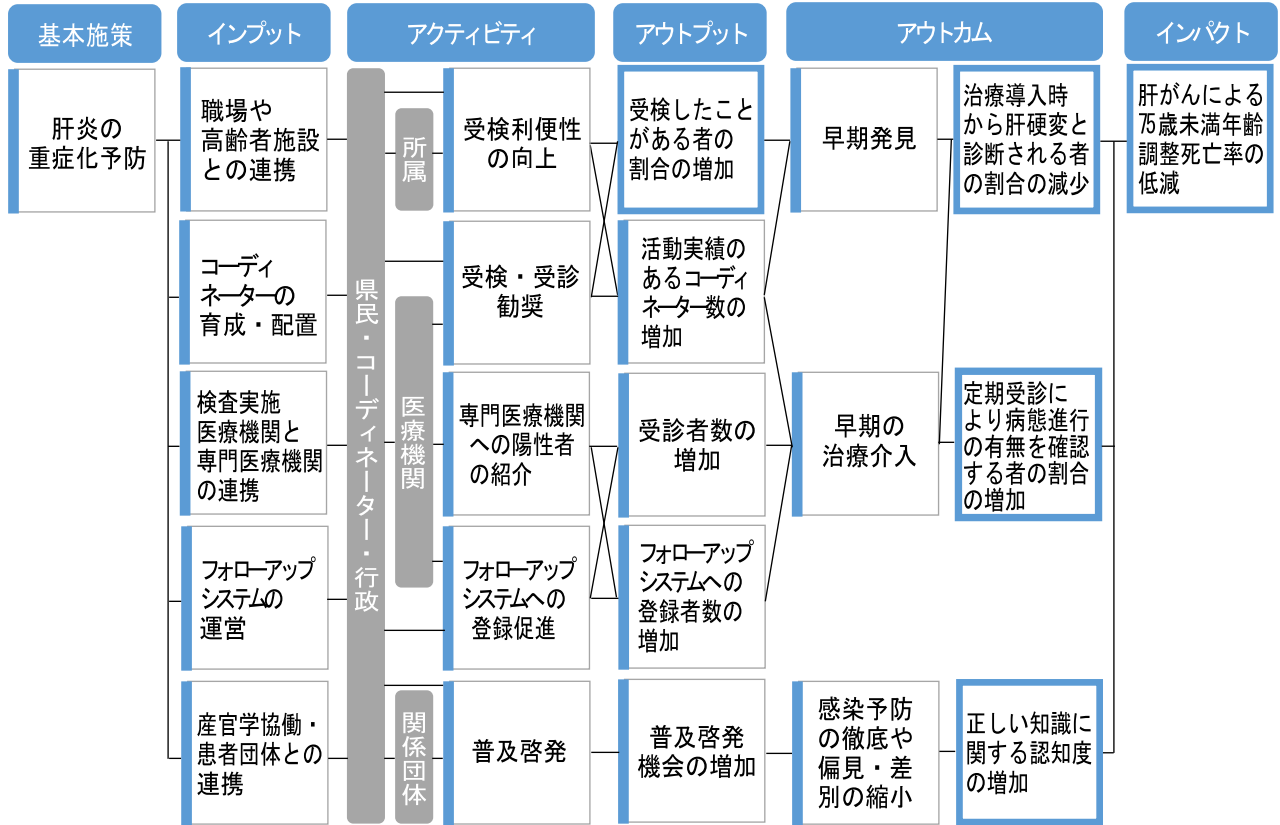 基本施策
インプット
アクティビティ
アウトプット
アウトカム
インパクト
肝炎の
重症化予防
職場や
高齢者施設
との連携
コーディ
ネーターの
育成・配置
検査実施
医療機関と
専門医療機関
の連携
フォローアップ
システムの
運営
産官学協働・
患者団体との
連携
県民・コーディネーター・行政
所属
医療機関
関係団体
受検利便性
の向上
受検・受診
勧奨
専門医療機関
への陽性者
の紹介
フォローアップ
システムへの
登録促進
普及啓発
受検したこと
がある者の
割合の増加
活動実績の
あるコーディ
ネーター数の
増加
受診者数の
増加
フォローアップ
システムへの
登録者数の
増加
普及啓発
機会の増加
早期発見
早期の
治療介入
感染予防
の徹底や
偏見・差
別の縮小
治療導入時
から肝硬変と
診断される者
の割合の減少
定期受診に
より病態進行
の有無を確認
する者の割合
の増加
正しい知識に
関する認知度
の増加
肝がんによる
75歳未満年齢
調整死亡率の
低減